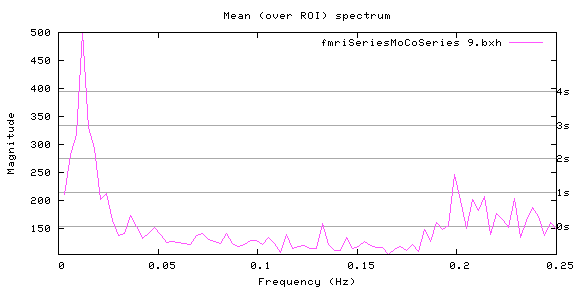 Mean (over ROI) spectrum
fmriSeriesMoCoSeries 9.bxh
Magnitude
500
450
400
350
300
250
200
150
4s
3s
2s
1s
0s
0 0.05 0.1 0.15 0.2 0.25
Frequency (Hz)